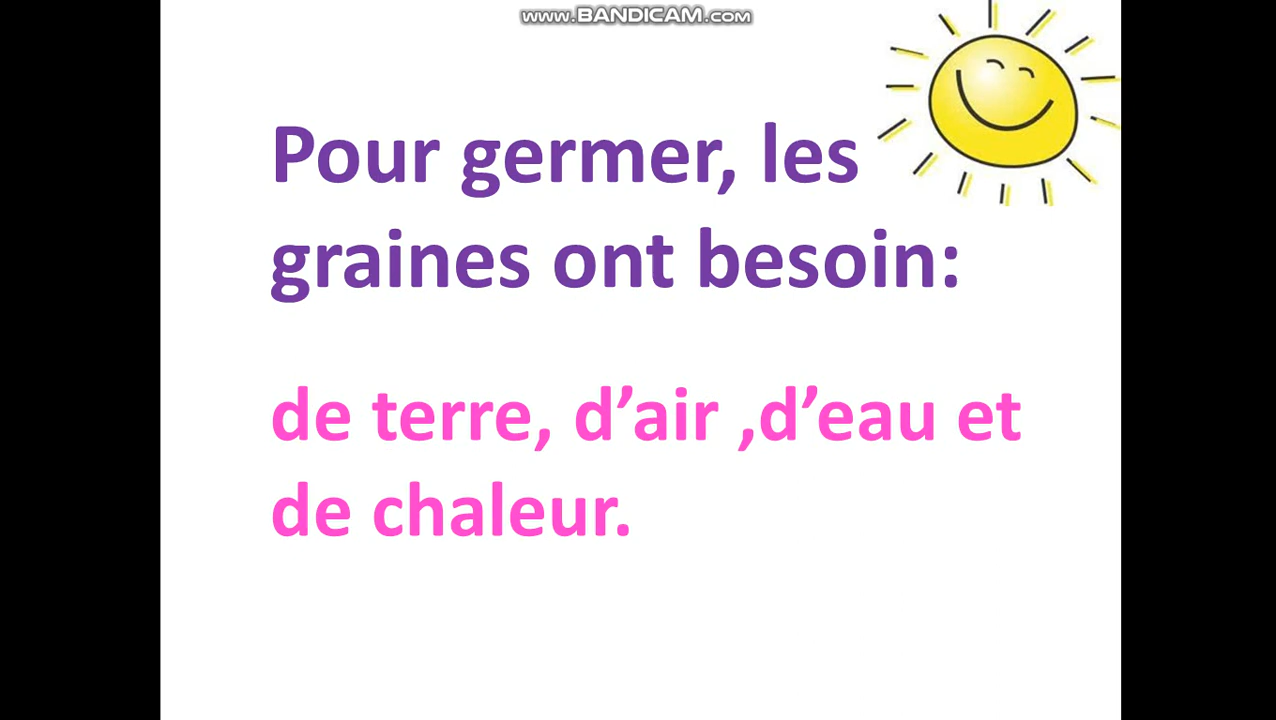 www.BANDICAM.com
Pour germer, les
graines ont besoin:
de terre, d’air ,d’eau et
de chaleur.